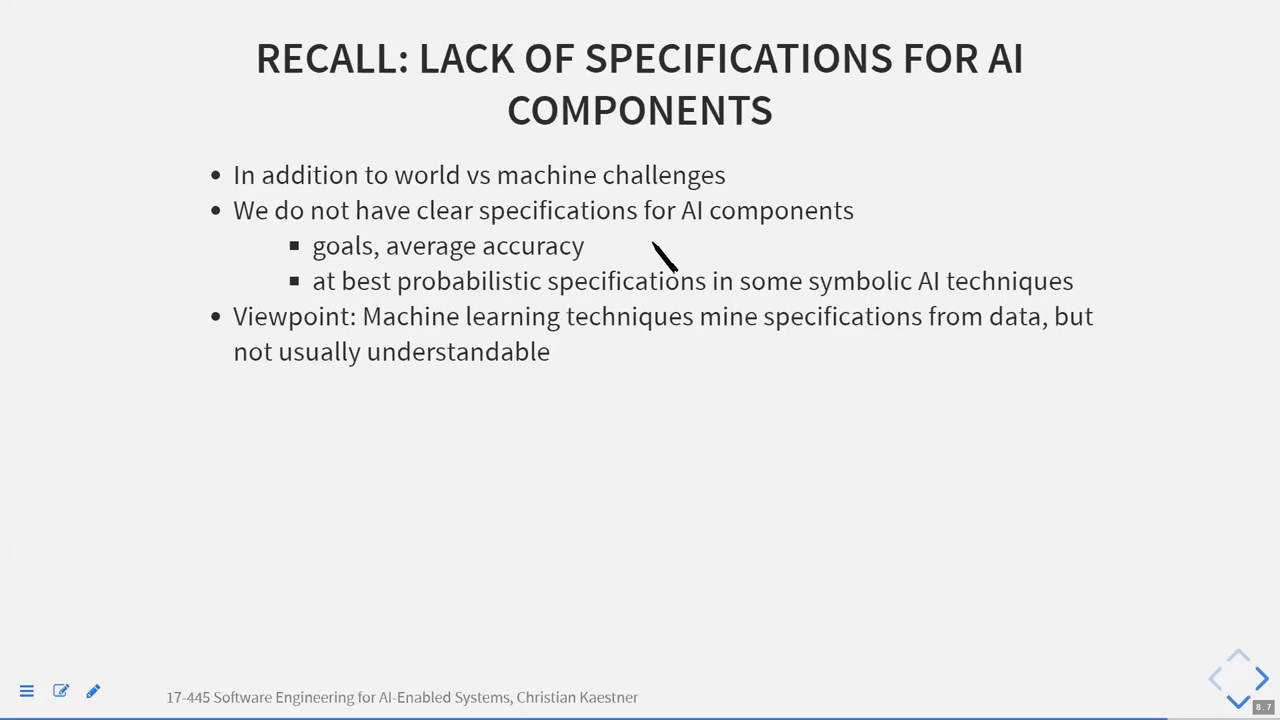 RECALL: LACK OF SPECIFICATIONS FOR AI
COMPONENTS
• In addition to world vs machine challenges
• We do not have clear specifications for AI components
▪ goals, average accuracy
▪ at best probabilistic specifications in some symbolic AI techniques
• Viewpoint: Machine learning techniques mine specifications from data, but
not usually understandable
17-445 Software Engineering for AI-Enabled Systems, Christian Kaestner
8.7